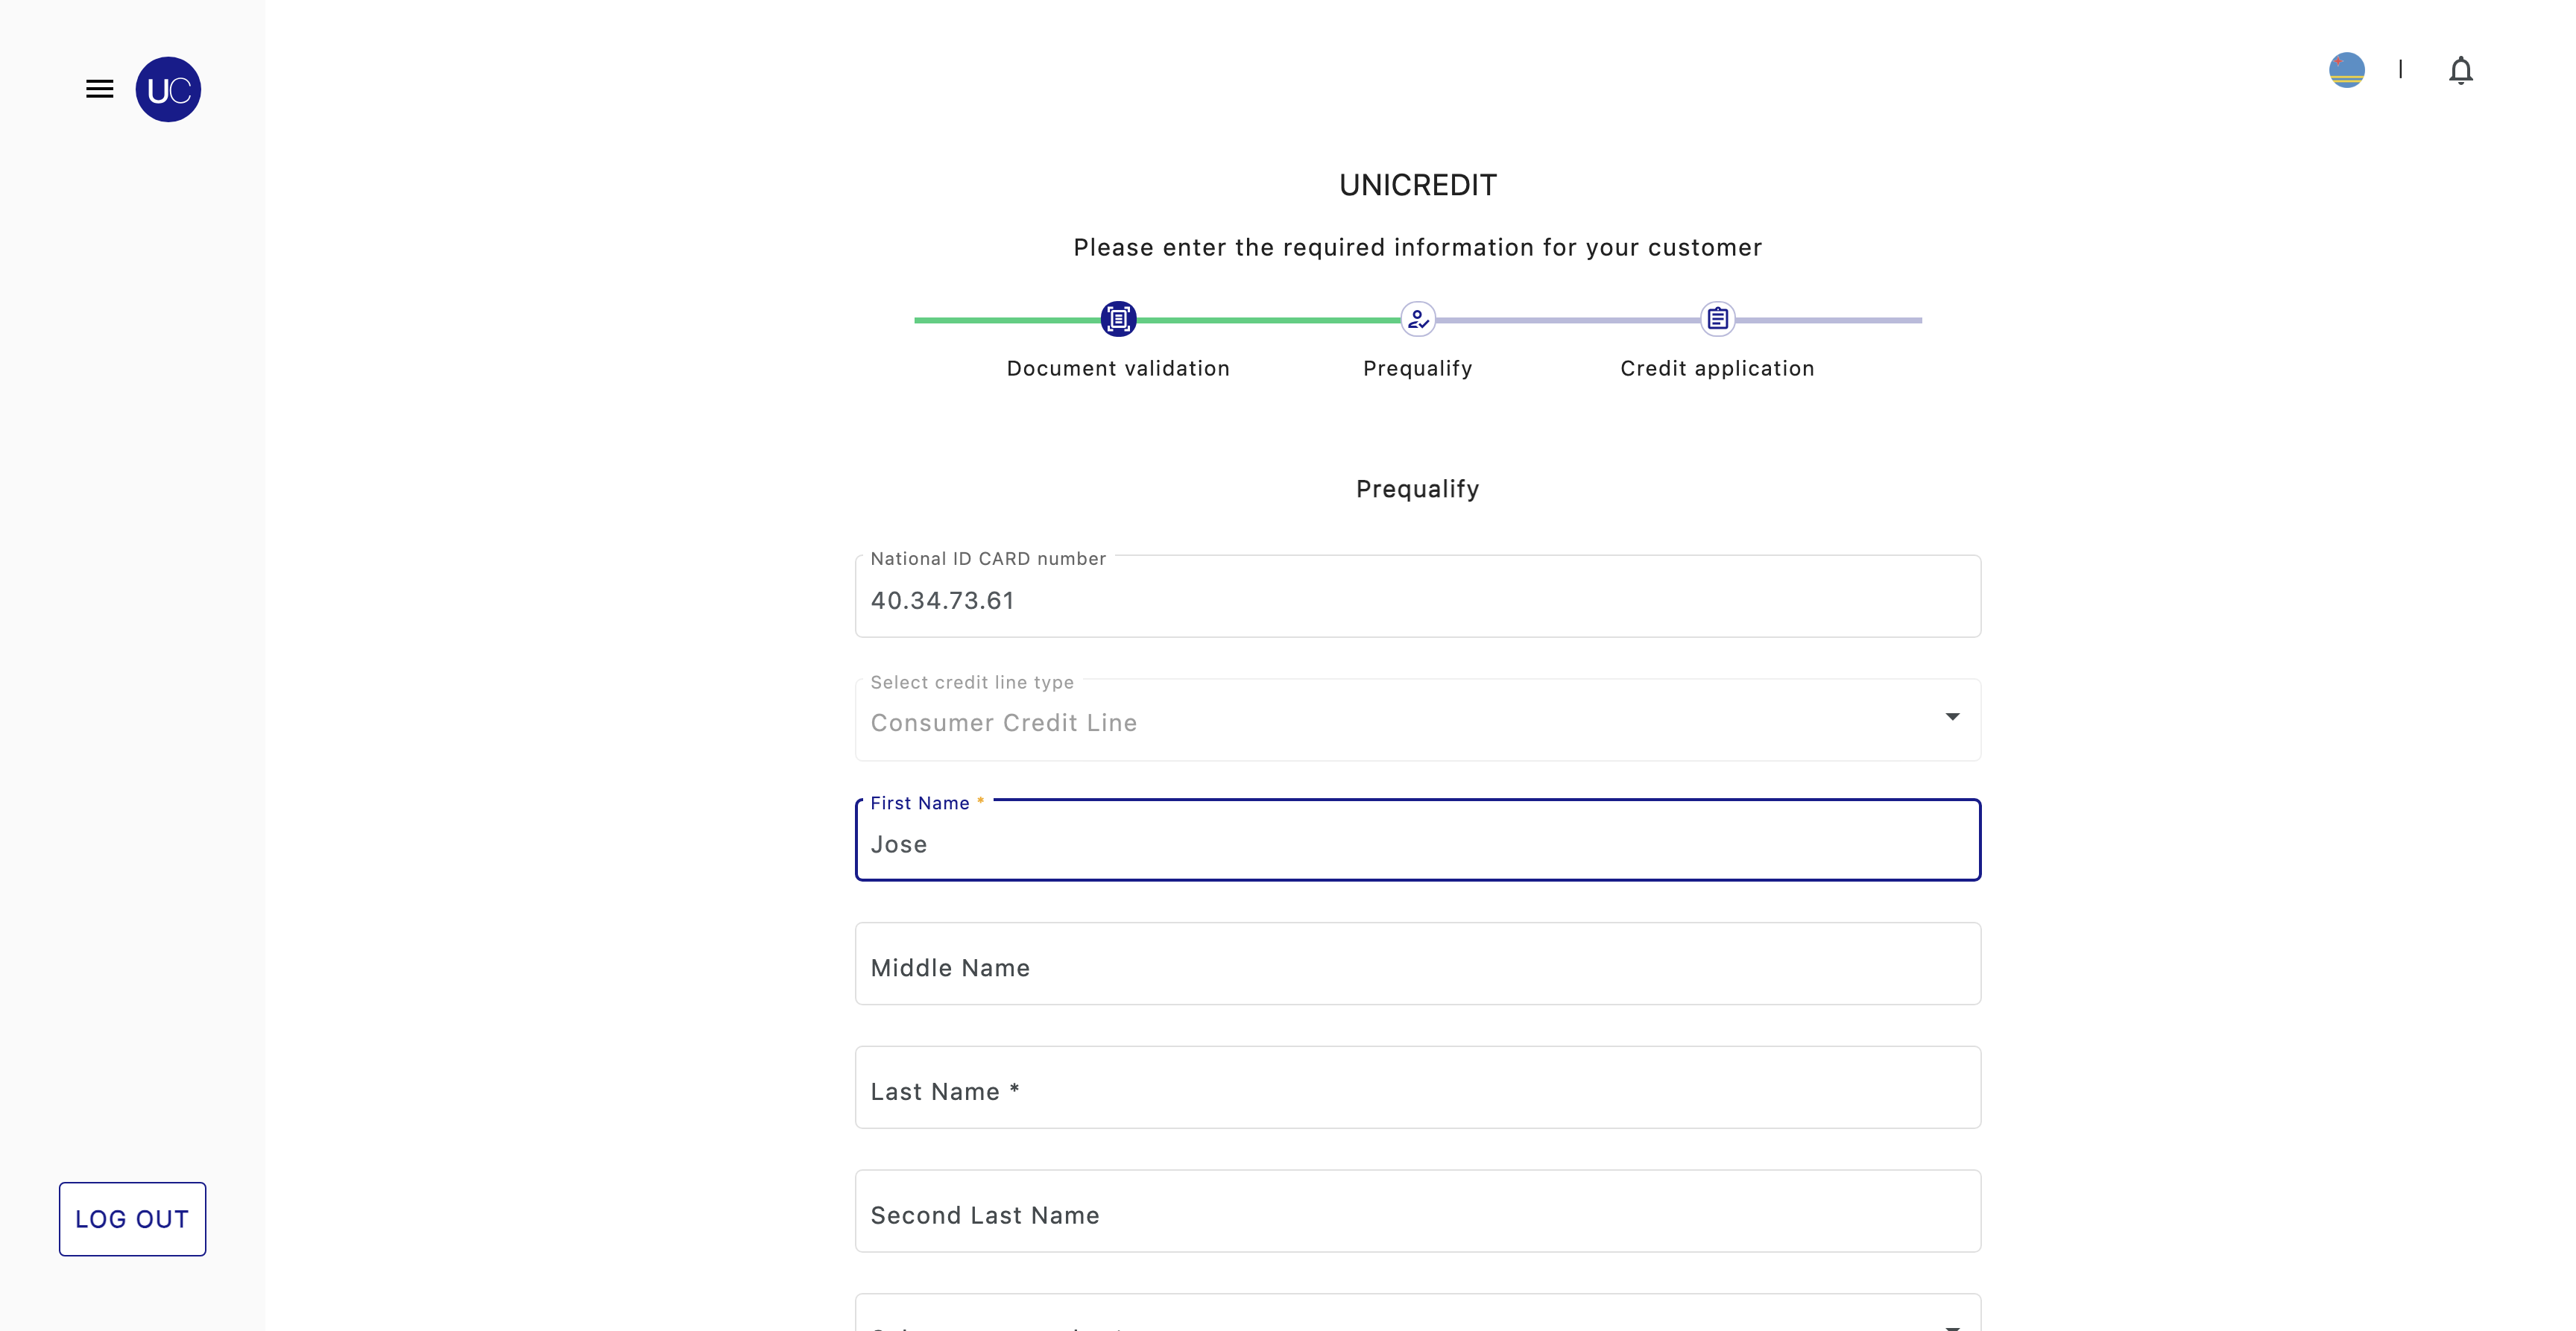 UC
UNICREDIT
Please enter the required information for your customer
Document validation
Prequalify
Credit application
Prequalify
National ID CARD number
40.34.73.61
Select credit line type
Consumer Credit Line
First Name *
Jose
Middle Name
Last Name *
Second Last Name
LOG OUT